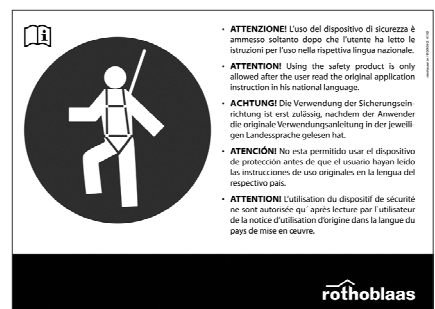 • ATTENZIONE! L'uso del dispositivo di sicurezza è
ammesso soltanto dopo che l'utente ha letto le
istruzioni per l'uso nella rispettiva lingua nazionale.
• ATTENTION! Using the safety product is only
allowed after the user read the original application
instruction in his national language.
• ACHTUNG! Die Verwendung der Sicherungsein-
richtung ist erst zulässig, nachdem der Anwender
die originale Verwendungsanleitung in der jeweili-
gen Landessprache gelesen hat.
• ATENCIÓN! No esta permitido usar el dispositivo
de protección antes de que el usuario hayan leído
las instrucciones de uso originales en la lengua del
respectivo país.
• ATTENTION! L'utilisation du dispositif de sécurité
ne sont autorisée qu´ après lecture par l´utilisateur
de la notice d'utilisation d'origine dans la langue du
pays de mise en œuvre.
rothoblaas